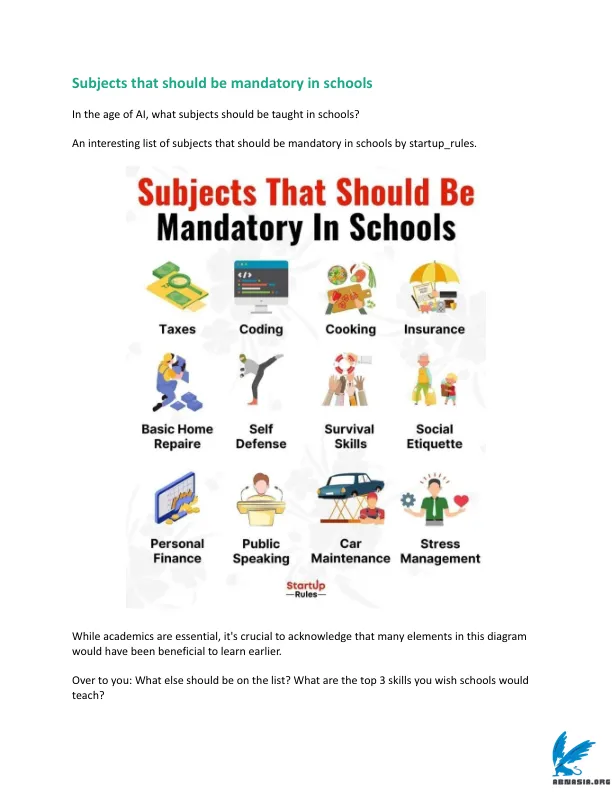 Subjects that should be mandatory in schools
In the age of AI, what subjects should be taught in schools?
An interesting list of subjects that should be mandatory in schools by startup_rules.
Subjects That Should Be
Mandatory In Schools
Taxes
Coding
Cooking
Insurance
Basic Home
Repaire
Self
Defense
Survival
Skills
Social
Etiquette
Personal
Finance
Public
Speaking
Car
Maintenance
Stress
Management
StartUp
Rules
While academics are essential, it's crucial to acknowledge that many elements in this diagram
would have been beneficial to learn earlier.
Over to you: What else should be on the list? What are the top 3 skills you wish schools would
teach?
ABNASIA.ORG